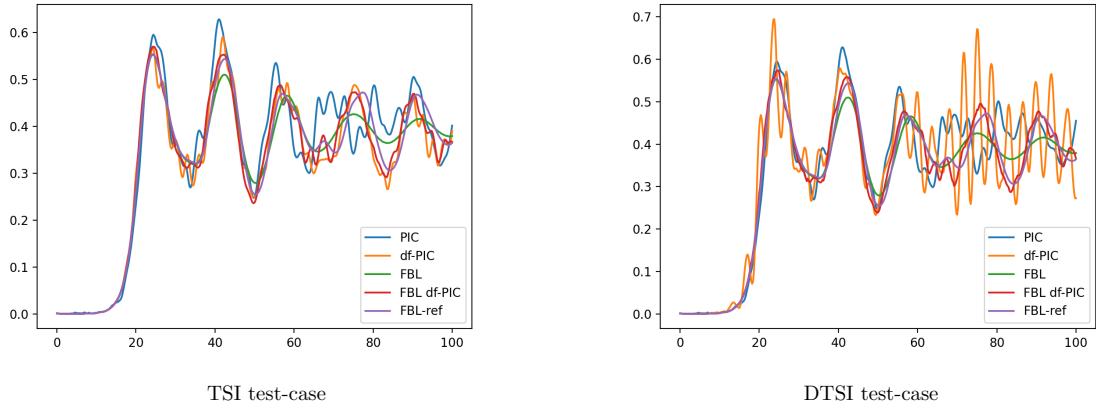 0.6
0.5
0.4
0.3
0.2
0.1
0.0
0 20 40 60 80 100
PIC
df-PIC
FBL
FBL df-PIC
FBL-ref
TSI test-case
0.7
0.6
0.5
0.4
0.3
0.2
0.1
0.0
0 20 40 60 80 100
PIC
df-PIC
FBL
FBL df-PIC
FBL-ref
DTSI test-case